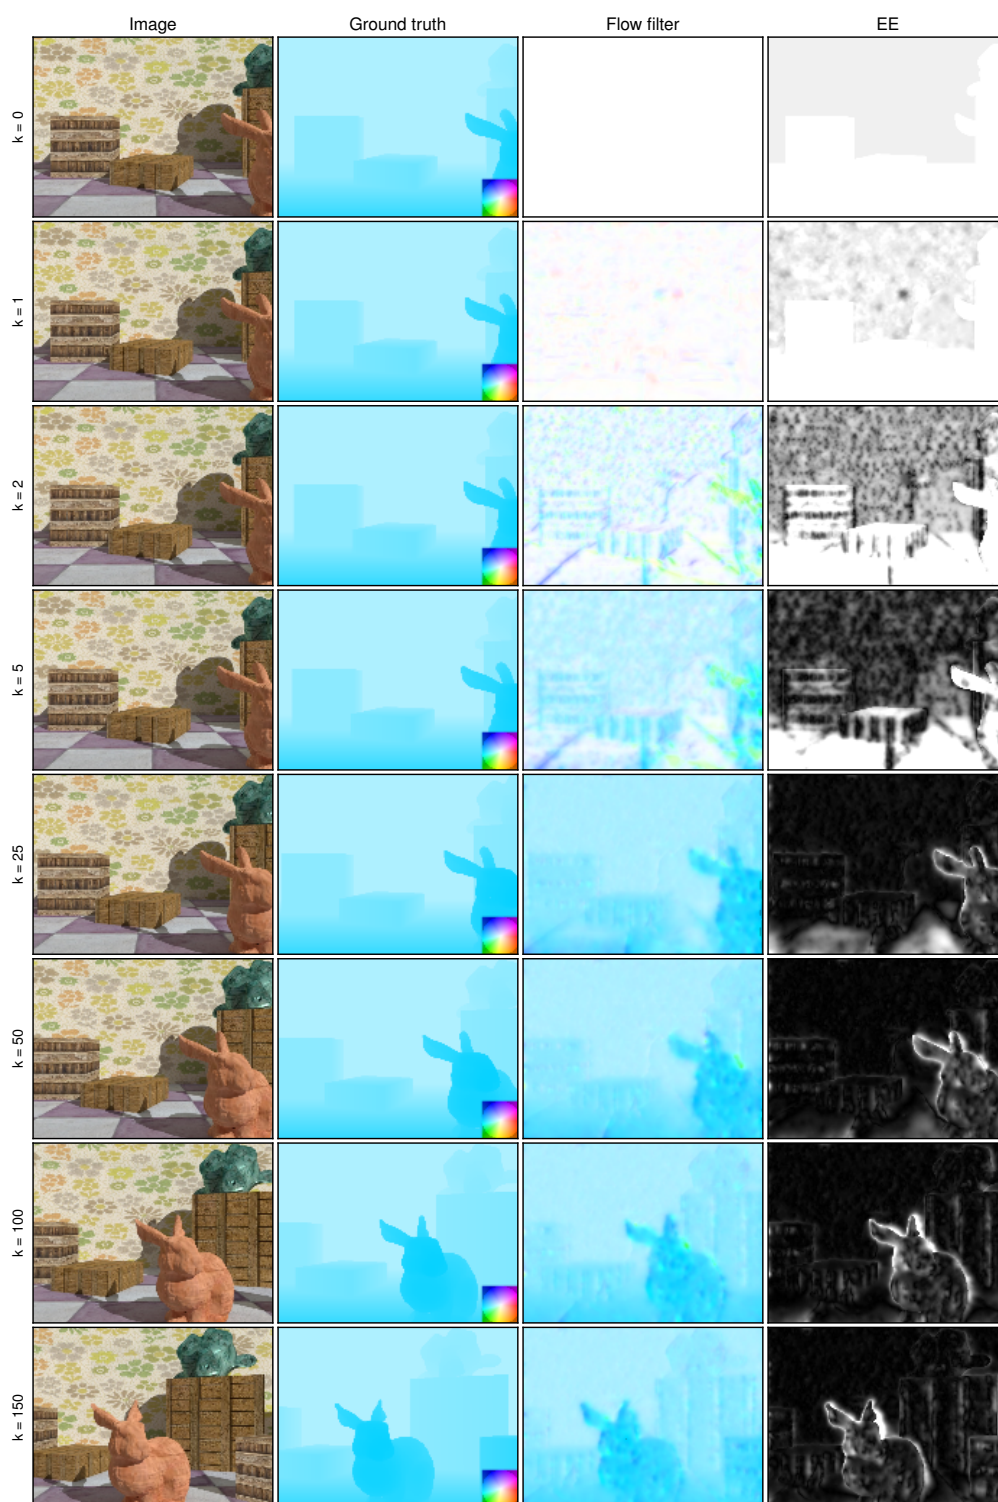 Image Ground truth Flow filter EE
k = 0
k = 1
k = 2
k = 5
k = 25
k = 50
k = 100
k = 150